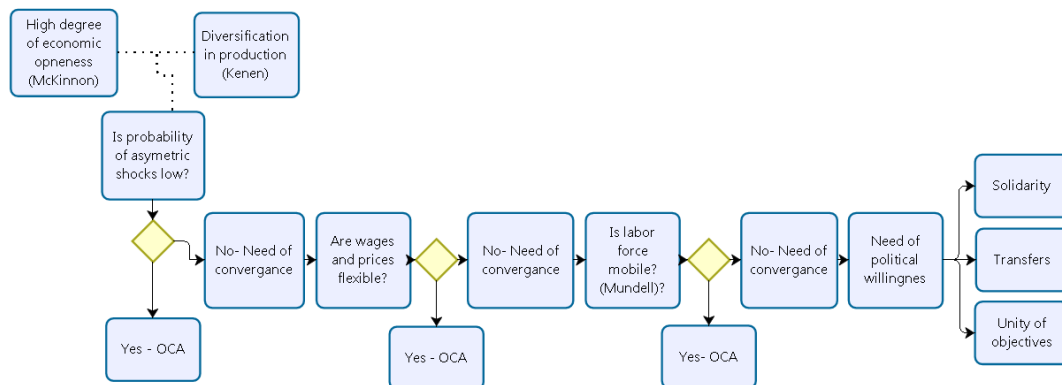 High degree
of economic
opneness
(McKinnon)
Diversification
in production
(Kenen)
Is probability
of asymetric
shocks low?
No- Need of
convergance
Are wages
and prices
flexible?
No- Need of
convergance
Is labor
force
mobile?
(Mundell)?
No- Need of
convergance
Need of
political
willingnes
Solidarity
Transfers
Unity of
objectives
Yes - OCA
Yes - OCA
Yes- OCA